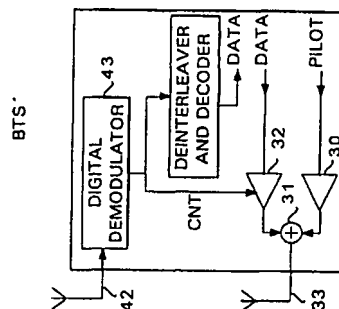 BTS'
DIGITAL
DEMODULATOR
43
DEINTERLEAVER
AND DECODER
DATA
DATA
PILOT
CNT
32
31
30
42
33